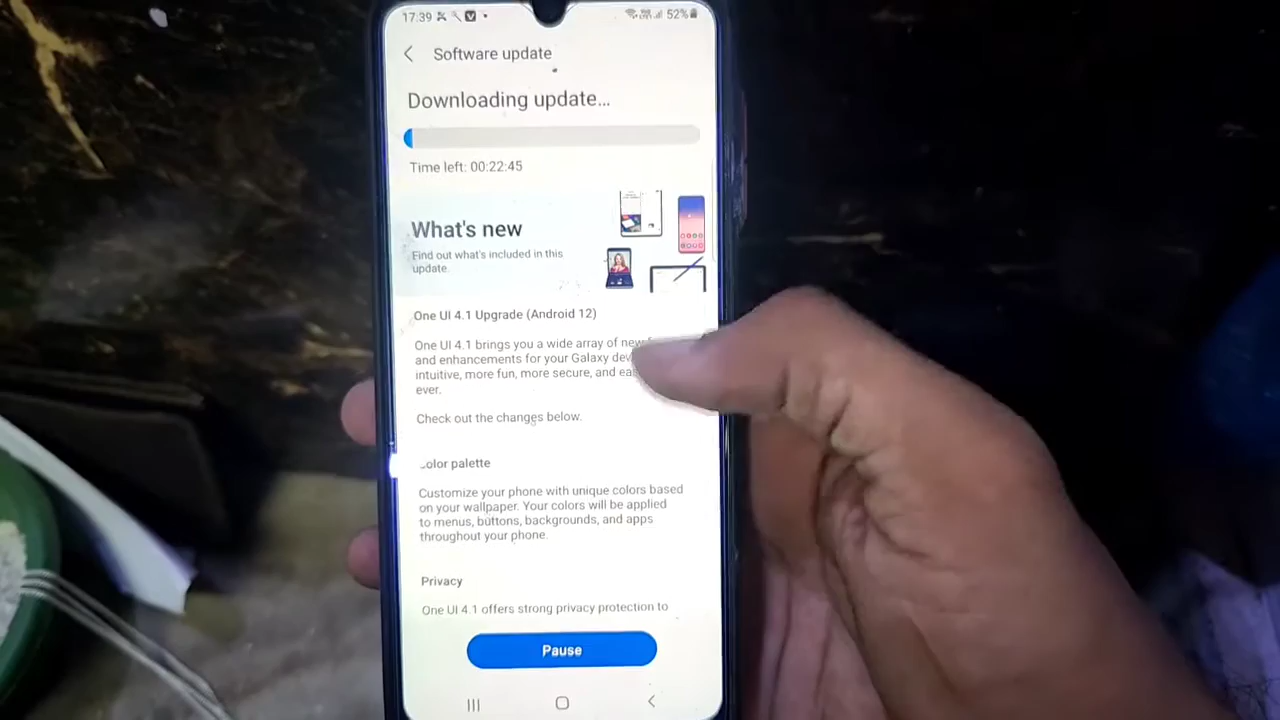 17:39
52%
Software update
Downloading update...
Time left: 00:22:45
What's new
Find out what's included in this
update.
One UI 4.1 Upgrade (Android 12)
One UI 4.1 brings you a wide array of new
and enhancements for your Galaxy
intuitive, more fun, more secure, and
ever.
Check out the changes below.
olor palette
Customize your phone with unique colors based
on your wallpaper. Your colors will be applied
to menus, buttons, backgrounds, and apps
throughout your phone.
Privacy
One UI 4.1 offers strong privacy protection to
Pause